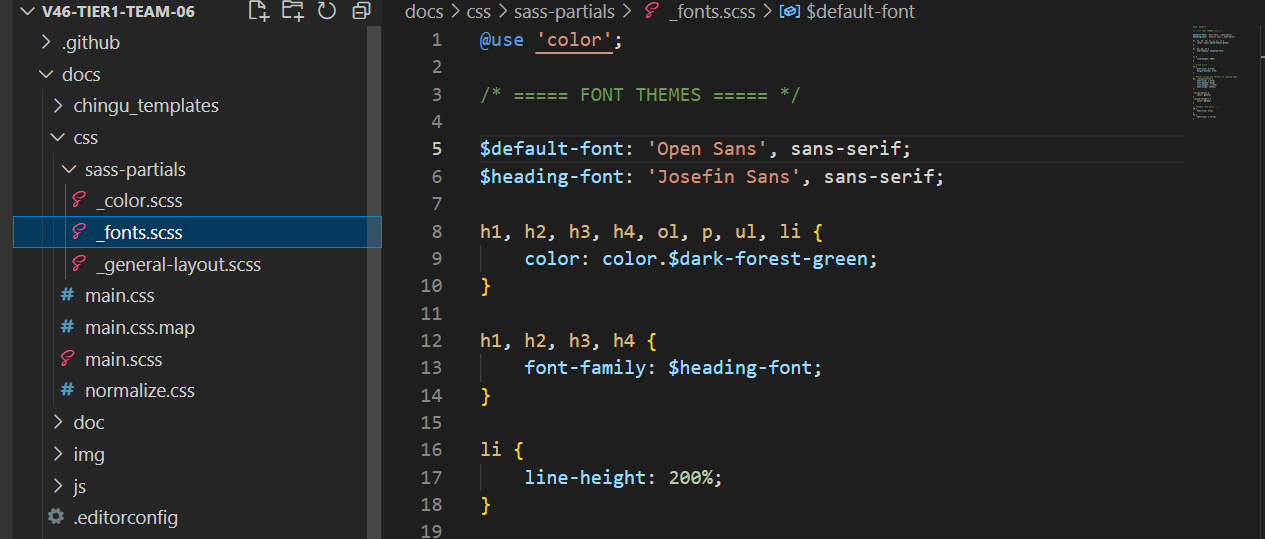 V46-TIER1-TEAM-06
.github
docs
chingu_templates
css
sass-partials
_color.scss
_fonts.scss
_general-layout.scss
main.css
main.css.map
main.scss
normalize.css
doc
img
js
.editorconfig
docs > css > sass-partials > _fonts.scss > $default-font
1 @use 'color';
2
3 /* ===== FONT THEMES ===== */
4
5 $default-font: 'Open Sans', sans-serif;
6 $heading-font: 'Josefin Sans', sans-serif;
7
8 h1, h2, h3, h4, ol, p, ul, li {
9 color: color.$dark-forest-green;
10 }
11
12 h1, h2, h3, h4 {
13 font-family: $heading-font;
14 }
15
16 li {
17 line-height: 200%;
18 }
19